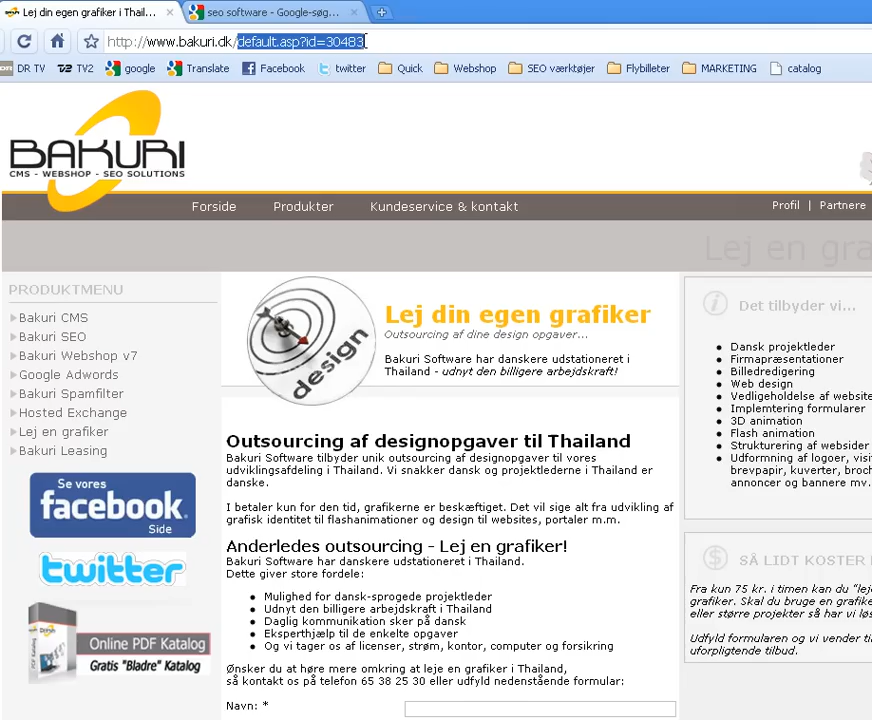 Lej din egen grafiker i Thail...
seo software - Google-søg...
http://www.bakuri.dk/default.asp?id=30483
DR TV
TV2 TV2
google
Translate
Facebook
twitter
Quick
Webshop
SEO værktøjer
Flybilleter
MARKETING
catalog
BAKURI
CMS - WEBSHOP - SEO SOLUTIONS
Forside
Produkter
Kundeservice & kontakt
Profil | Partnere
Lej en gra
PRODUKTMENU
Bakuri CMS
Bakuri SEO
Bakuri Webshop v7
Google Adwords
Bakuri Spamfilter
Hosted Exchange
Lej en grafiker
Bakuri Leasing
Se vores
facebook.
Side
twitter
Online PDF Katalog
Gratis "Bladre" Katalog
design
Lej din egen grafiker
Outsourcing af dine design opgaver...
Bakuri Software har danskere udstationeret i
Thailand - udnyt den billigere arbejdskraft!
Outsourcing af designopgaver til Thailand
Bakuri Software tilbyder unik outsourcing af designopgaver til vores
udviklingsafdeling i Thailand. Vi snakker dansk og projektlederne i Thailand er
danske.
I betaler kun for den tid, grafikerne er beskæftiget. Det vil sige alt fra udvikling af
grafisk identitet til flashanimationer og design til websites, portaler m.m.
Anderledes outsourcing - Lej en grafiker!
Bakuri Software har danskere udstationeret i Thailand.
Dette giver store fordele:
Mulighed for dansk-sprogede projektleder
Udnyt den billigere arbejdskraft i Thailand
Daglig kommunikation sker på dansk
Eksperthjælp til de enkelte opgaver
Og vi tager os af licenser, strøm, kontor, computer og forsikring
Ønsker du at høre mere omkring at leje en grafiker i Thailand,
så kontakt os på telefon 65 38 25 30 eller udfyld nedenstående formular:
Navn: *
Det tilbyder vi...
Dansk projektleder
Firmapræsentationer
Billedredigering
Web design
Vedligeholdelse af website
Implemtering formularer
3D animation
Flash animation
Strukturering af websider
Udformning af logoer, visi
brevpapir, kuverter, broch
annoncer og bannere mv.
SÅ LIDT KOSTER
Fra kun 75 kr. i timen kan du "lej
grafiker. Skal du bruge en grafike
eller større projekter så har vi løs
Udfyld formularen og vi vender til
uforpligtende tilbud.